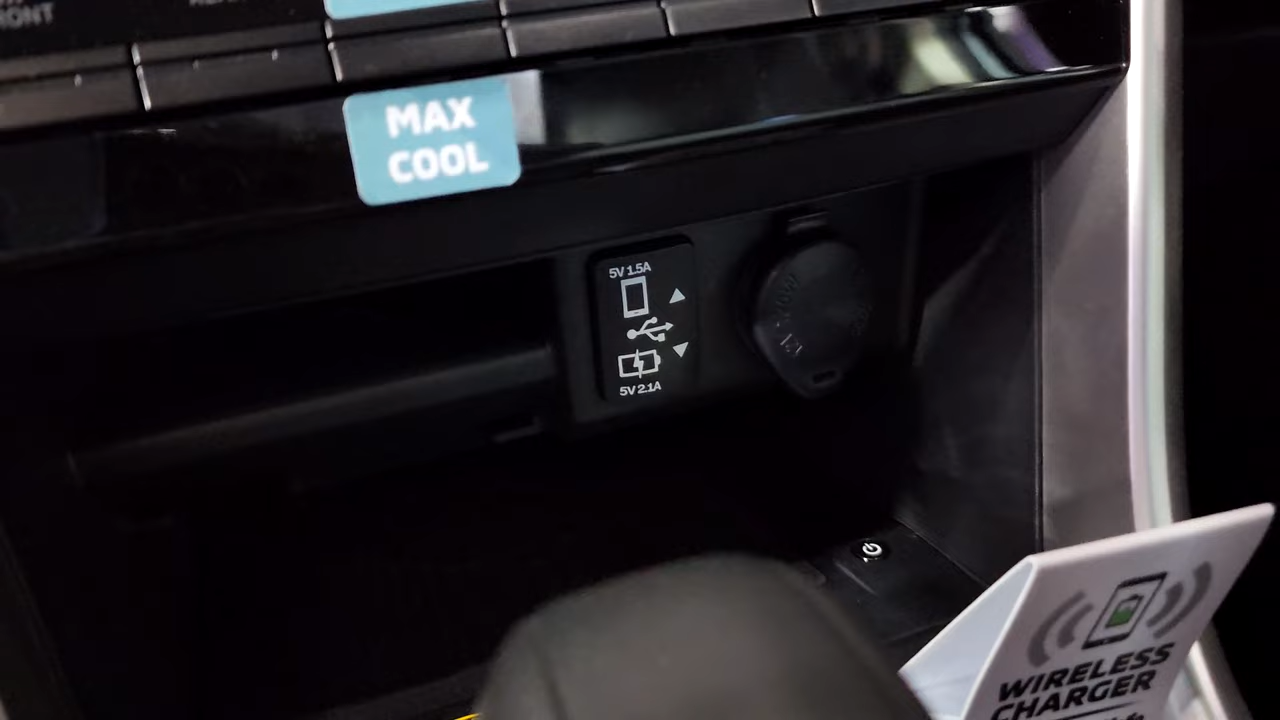 MAX
COOL
5V 1.5A
5V 2.1A
WIRELESS
CHARGER